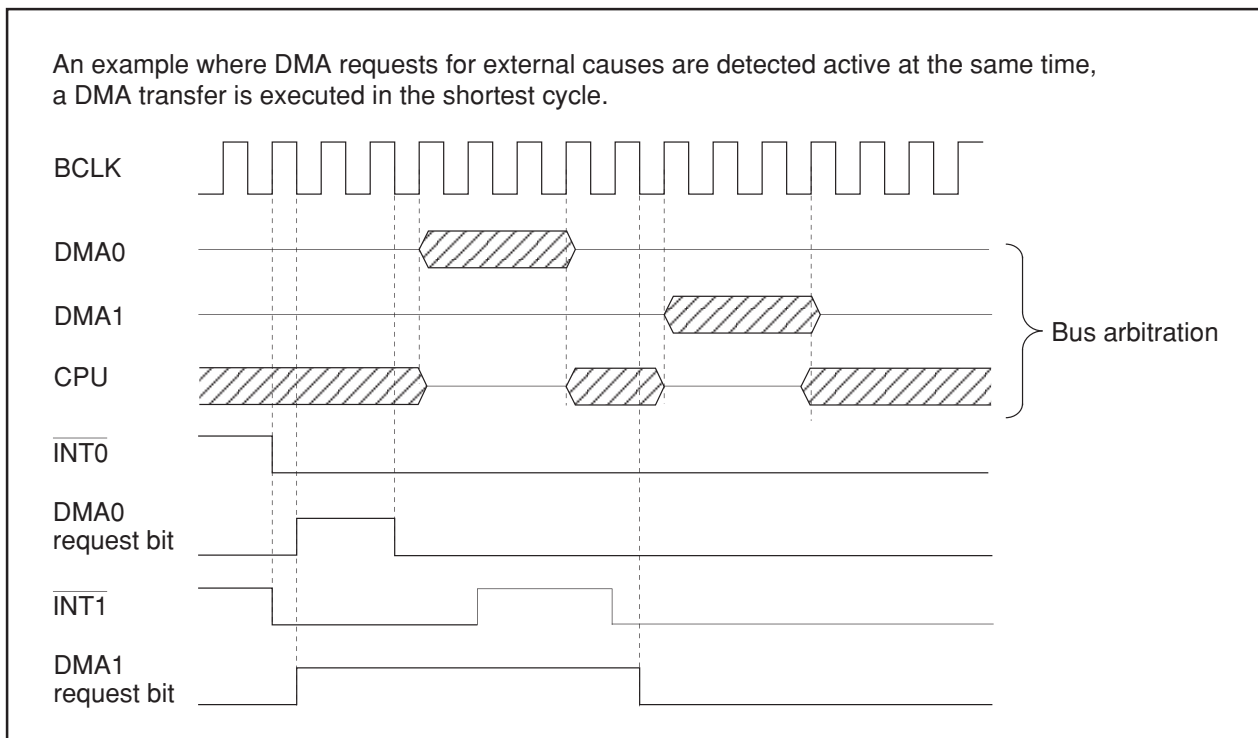 An example where DMA requests for external causes are detected active at the same time,
a DMA transfer is executed in the shortest cycle.
BCLK
DMA0
DMA1
CPU
Bus arbitration
INT0
DMA0
request bit
INT1
DMA1
request bit